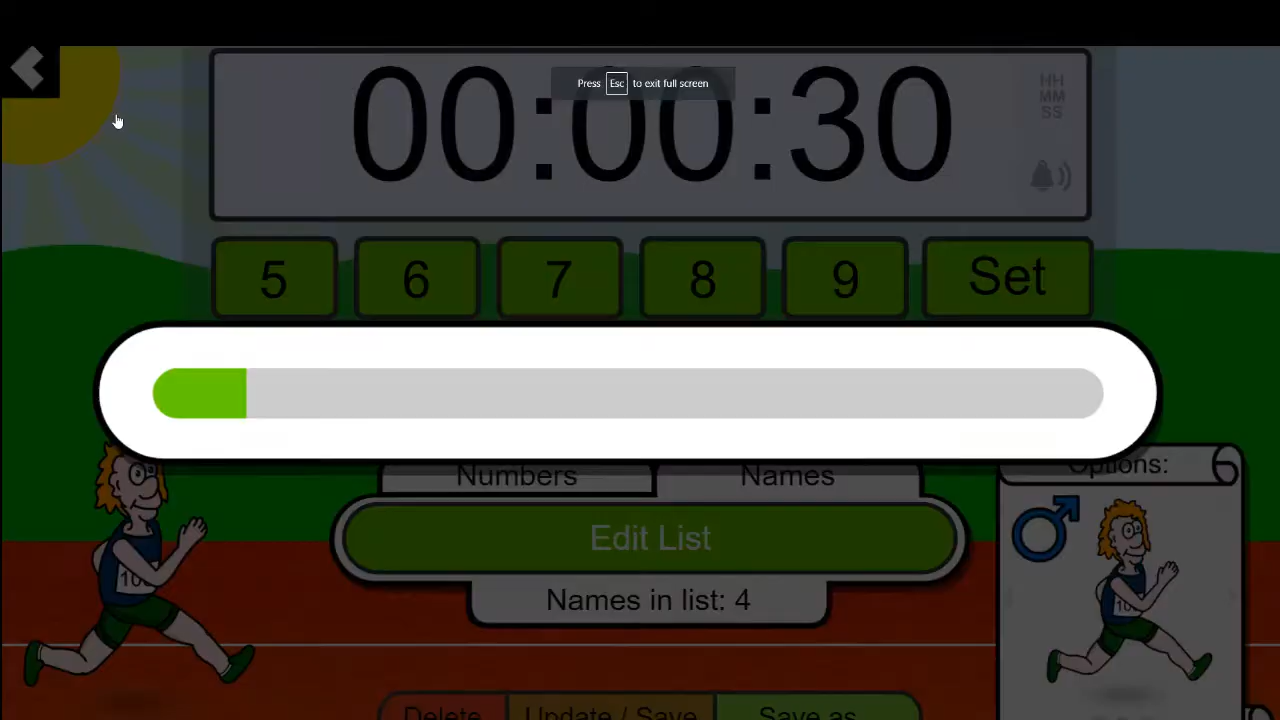 Press Esc to exit full screen
00:00:30
HH
MM
SS
5 6 7 8 9 Set
Numbers Names
Options:
Edit List
Names in list: 4
Delete Update / Save Save as